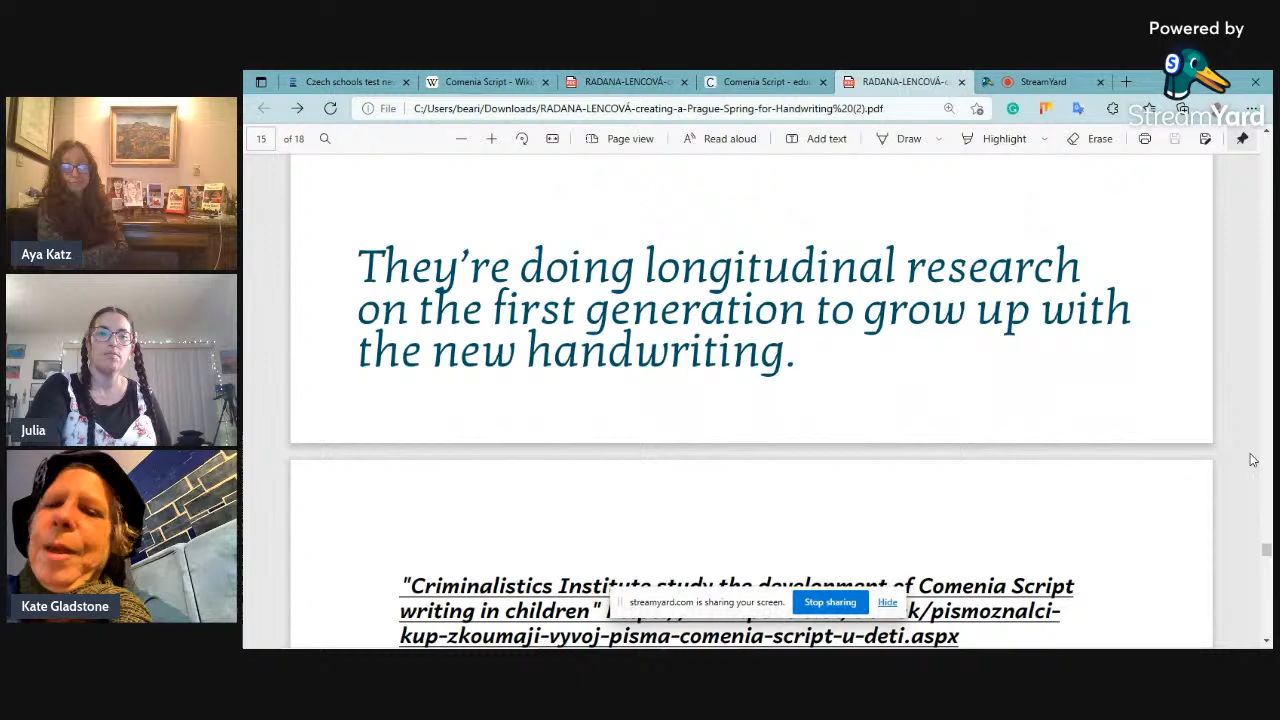 Powered by
StreamYard
Czech schools test ne
Comenia Script - Wiki
RADANA-LENCOVÁ-c
Comenia Script - edu
RADANA-LENCOVÁ-c
StreamYard
File C:/Users/beari/Downloads/RADANA-LENCOVÁ-creating-a-Prague-Spring-for-Handwriting%20(2).pdf
15 of 18 Page view Read aloud Add text Draw Highlight Erase
They're doing longitudinal research
on the first generation to grow up with
the new handwriting.
"Criminalistics Institute study the development of Comenia Script
writing in children"
kup-zkoumaji-vyvoj-pisma-comenia-script-u-deti.aspx
streamyard.com is sharing your screen. Stop sharing Hide
Aya Katz
Julia
Kate Gladstone